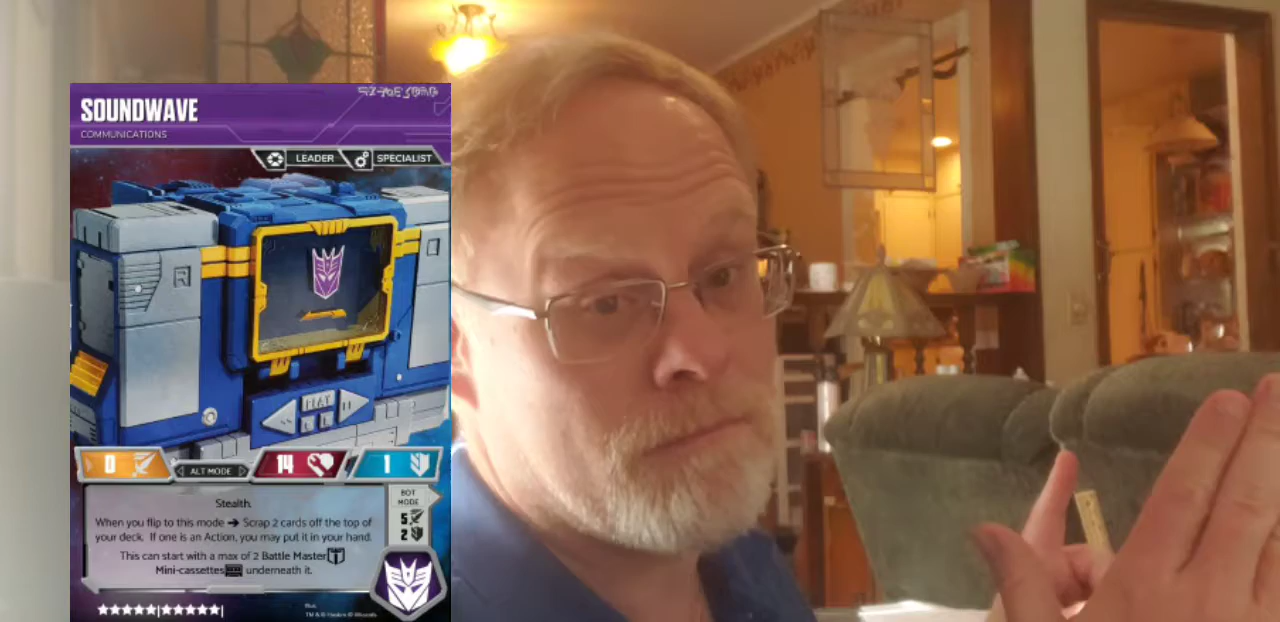 SOUNDWAVE
COMMUNICATIONS
LEADER SPECIALIST
R
0 ALT MODE 14 1
Stealth.
When you flip to this mode ➔ Scrap 2 cards off the top of
your deck. If one is an Action, you may put it in your hand.
This can start with a max of 2 Battle Master
Mini-cassettes underneath it.
BOT
MODE
5
2